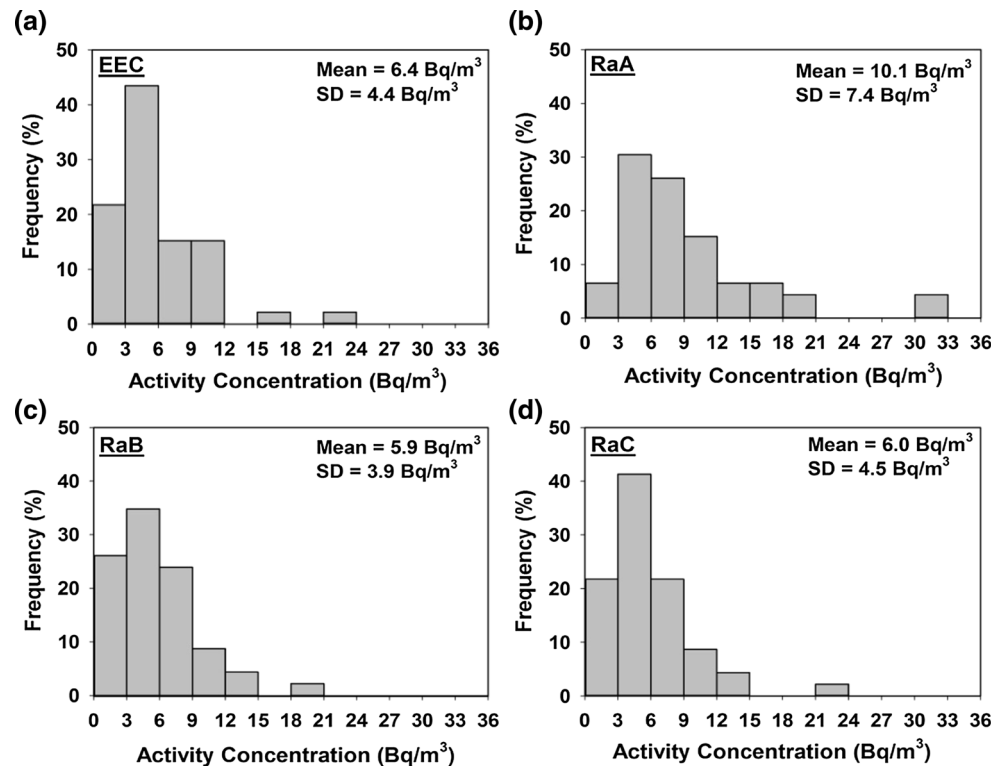 (a)
EEC
Mean = 6.4 Bq/m³
SD = 4.4 Bq/m³
Frequency (%)
50
40
30
20
10
0
0 3 6 9 12 15 18 21 24 27 30 33 36
Activity Concentration (Bq/m³)
(b)
RaA
Mean = 10.1 Bq/m³
SD = 7.4 Bq/m³
Frequency (%)
50
40
30
20
10
0
0 3 6 9 12 15 18 21 24 27 30 33 36
Activity Concentration (Bq/m³)
(c)
RaB
Mean = 5.9 Bq/m³
SD = 3.9 Bq/m³
Frequency (%)
50
40
30
20
10
0
0 3 6 9 12 15 18 21 24 27 30 33 36
Activity Concentration (Bq/m³)
(d)
RaC
Mean = 6.0 Bq/m³
SD = 4.5 Bq/m³
Frequency (%)
50
40
30
20
10
0
0 3 6 9 12 15 18 21 24 27 30 33 36
Activity Concentration (Bq/m³)